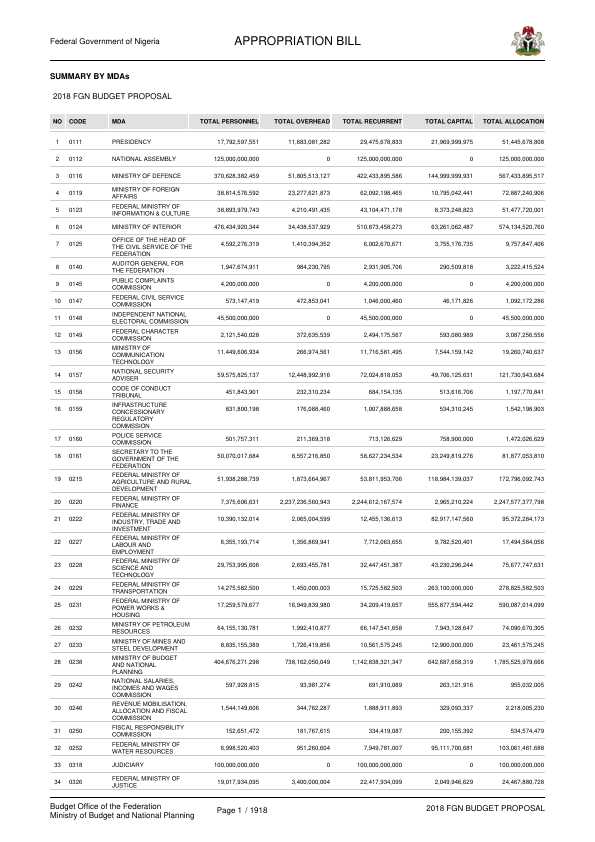 Federal Government of Nigeria
APPROPRIATION BILL
SUMMARY BY MDAs
2018 FGN BUDGET PROPOSAL
NO CODE MDA TOTAL PERSONNEL TOTAL OVERHEAD TOTAL RECURRENT TOTAL CAPITAL TOTAL ALLOCATION
1 0111 PRESIDENCY 17,792,597,551 11,683,081,282 29,475,678,833 21,969,999,975 51,445,678,808
2 0112 NATIONAL ASSEMBLY 125,000,000,000 0 125,000,000,000 0 125,000,000,000
3 0116 MINISTRY OF DEFENCE 370,628,382,459 51,805,513,127 422,433,895,586 144,999,999,931 567,433,895,517
4 0119 MINISTRY OF FOREIGN
AFFAIRS 38,814,576,592 23,277,621,873 62,092,198,465 10,795,042,441 72,887,240,906
5 0123 FEDERAL MINISTRY OF
INFORMATION & CULTURE 38,893,979,743 4,210,491,435 43,104,471,178 8,373,248,823 51,477,720,001
6 0124 MINISTRY OF INTERIOR 476,434,920,344 34,438,537,929 510,873,458,273 63,261,062,487 574,134,520,760
7 0125 OFFICE OF THE HEAD OF
THE CIVIL SERVICE OF THE
FEDERATION 4,592,276,319 1,410,394,352 6,002,670,671 3,755,176,735 9,757,847,406
8 0140 AUDITOR GENERAL FOR
THE FEDERATION 1,947,674,911 984,230,795 2,931,905,706 290,509,818 3,222,415,524
9 0145 PUBLIC COMPLAINTS
COMMISSION 4,200,000,000 0 4,200,000,000 0 4,200,000,000
10 0147 FEDERAL CIVIL SERVICE
COMMISSION 573,147,419 472,853,041 1,046,000,460 46,171,826 1,092,172,286
11 0148 INDEPENDENT NATIONAL
ELECTORAL COMMISSION 45,500,000,000 0 45,500,000,000 0 45,500,000,000
12 0149 FEDERAL CHARACTER
COMMISSION 2,121,540,028 372,635,539 2,494,175,567 593,080,989 3,087,256,556
13 0156 MINISTRY OF
COMMUNICATION
TECHNOLOGY 11,449,606,934 266,974,561 11,716,581,495 7,544,159,142 19,260,740,637
14 0157 NATIONAL SECURITY
ADVISER 59,575,825,137 12,448,992,916 72,024,818,053 49,706,125,631 121,730,943,684
15 0158 CODE OF CONDUCT
TRIBUNAL 451,843,901 232,310,234 684,154,135 513,616,706 1,197,770,841
16 0159 INFRASTRUCTURE
CONCESSIONARY
REGULATORY
COMMSSION 831,800,198 176,088,460 1,007,888,658 534,310,245 1,542,198,903
17 0160 POLICE SERVICE
COMMISSION 501,757,311 211,369,318 713,126,629 758,900,000 1,472,026,629
18 0161 SECRETARY TO THE
GOVERNMENT OF THE
FEDERATION 50,070,017,684 8,557,216,850 58,627,234,534 23,249,819,276 81,877,053,810
19 0215 FEDERAL MINISTRY OF
AGRICULTURE AND RURAL
DEVELOPMENT 51,938,288,739 1,873,664,967 53,811,953,706 118,984,139,037 172,796,092,743
20 0220 FEDERAL MINISTRY OF
FINANCE 7,375,606,631 2,237,236,560,943 2,244,612,167,574 2,965,210,224 2,247,577,377,798
21 0222 FEDERAL MINISTRY OF
INDUSTRY, TRADE AND
INVESTMENT 10,390,132,014 2,065,004,599 12,455,136,613 82,917,147,560 95,372,284,173
22 0227 FEDERAL MINISTRY OF
LABOUR AND
EMPLOYMENT 6,355,193,714 1,356,869,941 7,712,063,655 9,782,520,401 17,494,584,056
23 0228 FEDERAL MINISTRY OF
SCIENCE AND
TECHNOLOGY 29,753,995,606 2,693,455,781 32,447,451,387 43,230,296,244 75,677,747,631
24 0229 FEDERAL MINISTRY OF
TRANSPORTATION 14,275,582,500 1,450,000,003 15,725,582,503 263,100,000,000 278,825,582,503
25 0231 FEDERAL MINISTRY OF
POWER WORKS &
HOUSING 17,259,579,677 16,949,839,980 34,209,419,657 555,877,594,442 590,087,014,099
26 0232 MINISTRY OF PETROLEUM
RESOURCES 64,155,130,781 1,992,410,877 66,147,541,658 7,943,128,647 74,090,670,305
27 0233 MINISTRY OF MINES AND
STEEL DEVELOPMENT 8,835,155,389 1,726,419,856 10,561,575,245 12,900,000,000 23,461,575,245
28 0238 MINISTRY OF BUDGET
AND NATIONAL
PLANNING 404,676,271,298 738,162,050,049 1,142,838,321,347 642,687,658,319 1,785,525,979,666
29 0242 NATIONAL SALARIES,
INCOMES AND WAGES
COMMISSION 597,928,815 93,981,274 691,910,089 263,121,916 955,032,005
30 0246 REVENUE MOBILISATION,
ALLOCATION AND FISCAL
COMMISSION 1,544,149,606 344,762,287 1,888,911,893 329,093,337 2,218,005,230
31 0250 FISCAL RESPONSIBILITY
COMMISSION 152,651,472 181,767,615 334,419,087 200,155,392 534,574,479
32 0252 FEDERAL MINISTRY OF
WATER RESOURCES 6,998,520,403 951,260,604 7,949,781,007 95,111,700,681 103,061,481,688
33 0318 JUDICIARY 100,000,000,000 0 100,000,000,000 0 100,000,000,000
34 0326 FEDERAL MINISTRY OF
JUSTICE 19,017,934,095 3,400,000,004 22,417,934,099 2,049,946,629 24,467,880,728
Budget Office of the Federation
Ministry of Budget and National Planning
Page 1 / 1918
2018 FGN BUDGET PROPOSAL